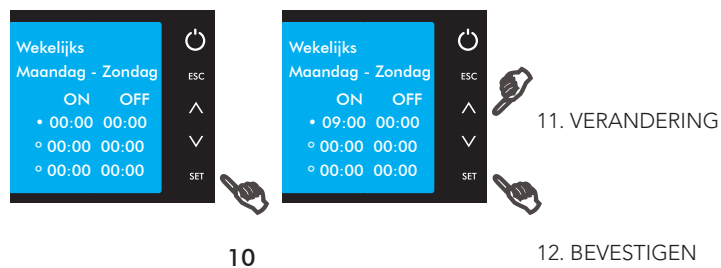 Wekelijks
Maandag - Zondag
ON OFF
• 00:00 00:00
° 00:00 00:00
° 00:00 00:00
ESC
SET
10
Wekelijks
Maandag - Zondag
ON OFF
• 09:00 00:00
° 00:00 00:00
° 00:00 00:00
ESC
SET
11. VERANDERING
12. BEVESTIGEN